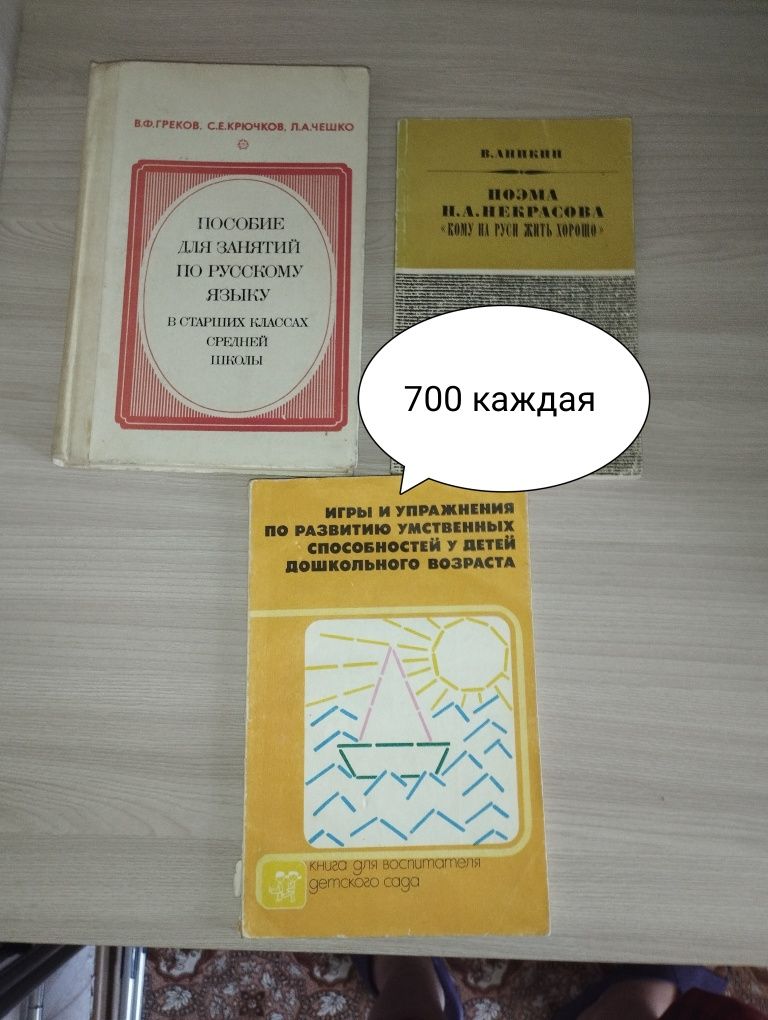 В.Ф.ГРЕКОВ, С.Е.КРЮЧКОВ, Л.А.ЧЕШКО
ПОСОБИЕ
ДЛЯ ЗАНЯТИЙ
ПО РУССКОМУ
ЯЗЫКУ
В СТАРШИХ КЛАССАХ
СРЕДНЕЙ
ШКОЛЫ
В.АНИКИН
ПОЭМА
Н.А.НЕКРАСОВА
«КОМУ НА РУСИ ЖИТЬ ХОРОШО»
700 каждая
ИГРЫ И УПРАЖНЕНИЯ
ПО РАЗВИТИЮ УМСТВЕННЫХ
СПОСОБНОСТЕЙ У ДЕТЕЙ
ДОШКОЛЬНОГО ВОЗРАСТА
книга для воспитателя
детского сада